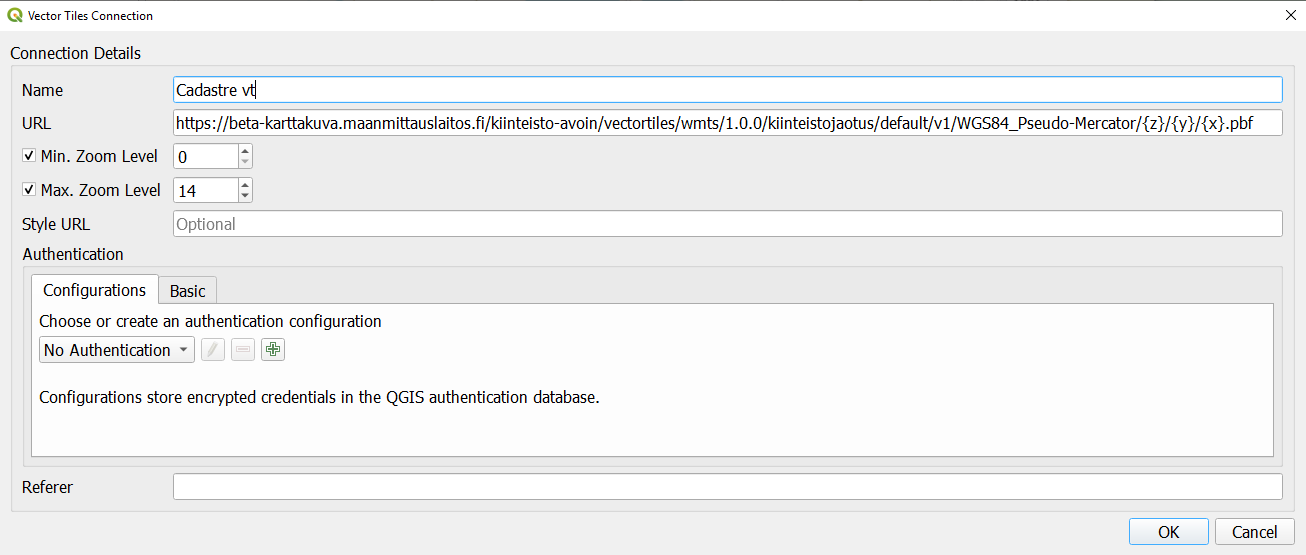 Vector Tiles Connection
Connection Details
Name Cadastre vt
URL https://beta-karttakuva.maanmittauslaitos.fi/kiinteisto-avoin/vectortiles/wmts/1.0.0/kiinteistojaotus/default/v1/WGS84_Pseudo-Mercator/{z}/{y}/{x}.pbf
Min. Zoom Level 0
Max. Zoom Level 14
Style URL Optional
Authentication
Configurations Basic
Choose or create an authentication configuration
No Authentication
Configurations store encrypted credentials in the QGIS authentication database.
Referer
OK Cancel